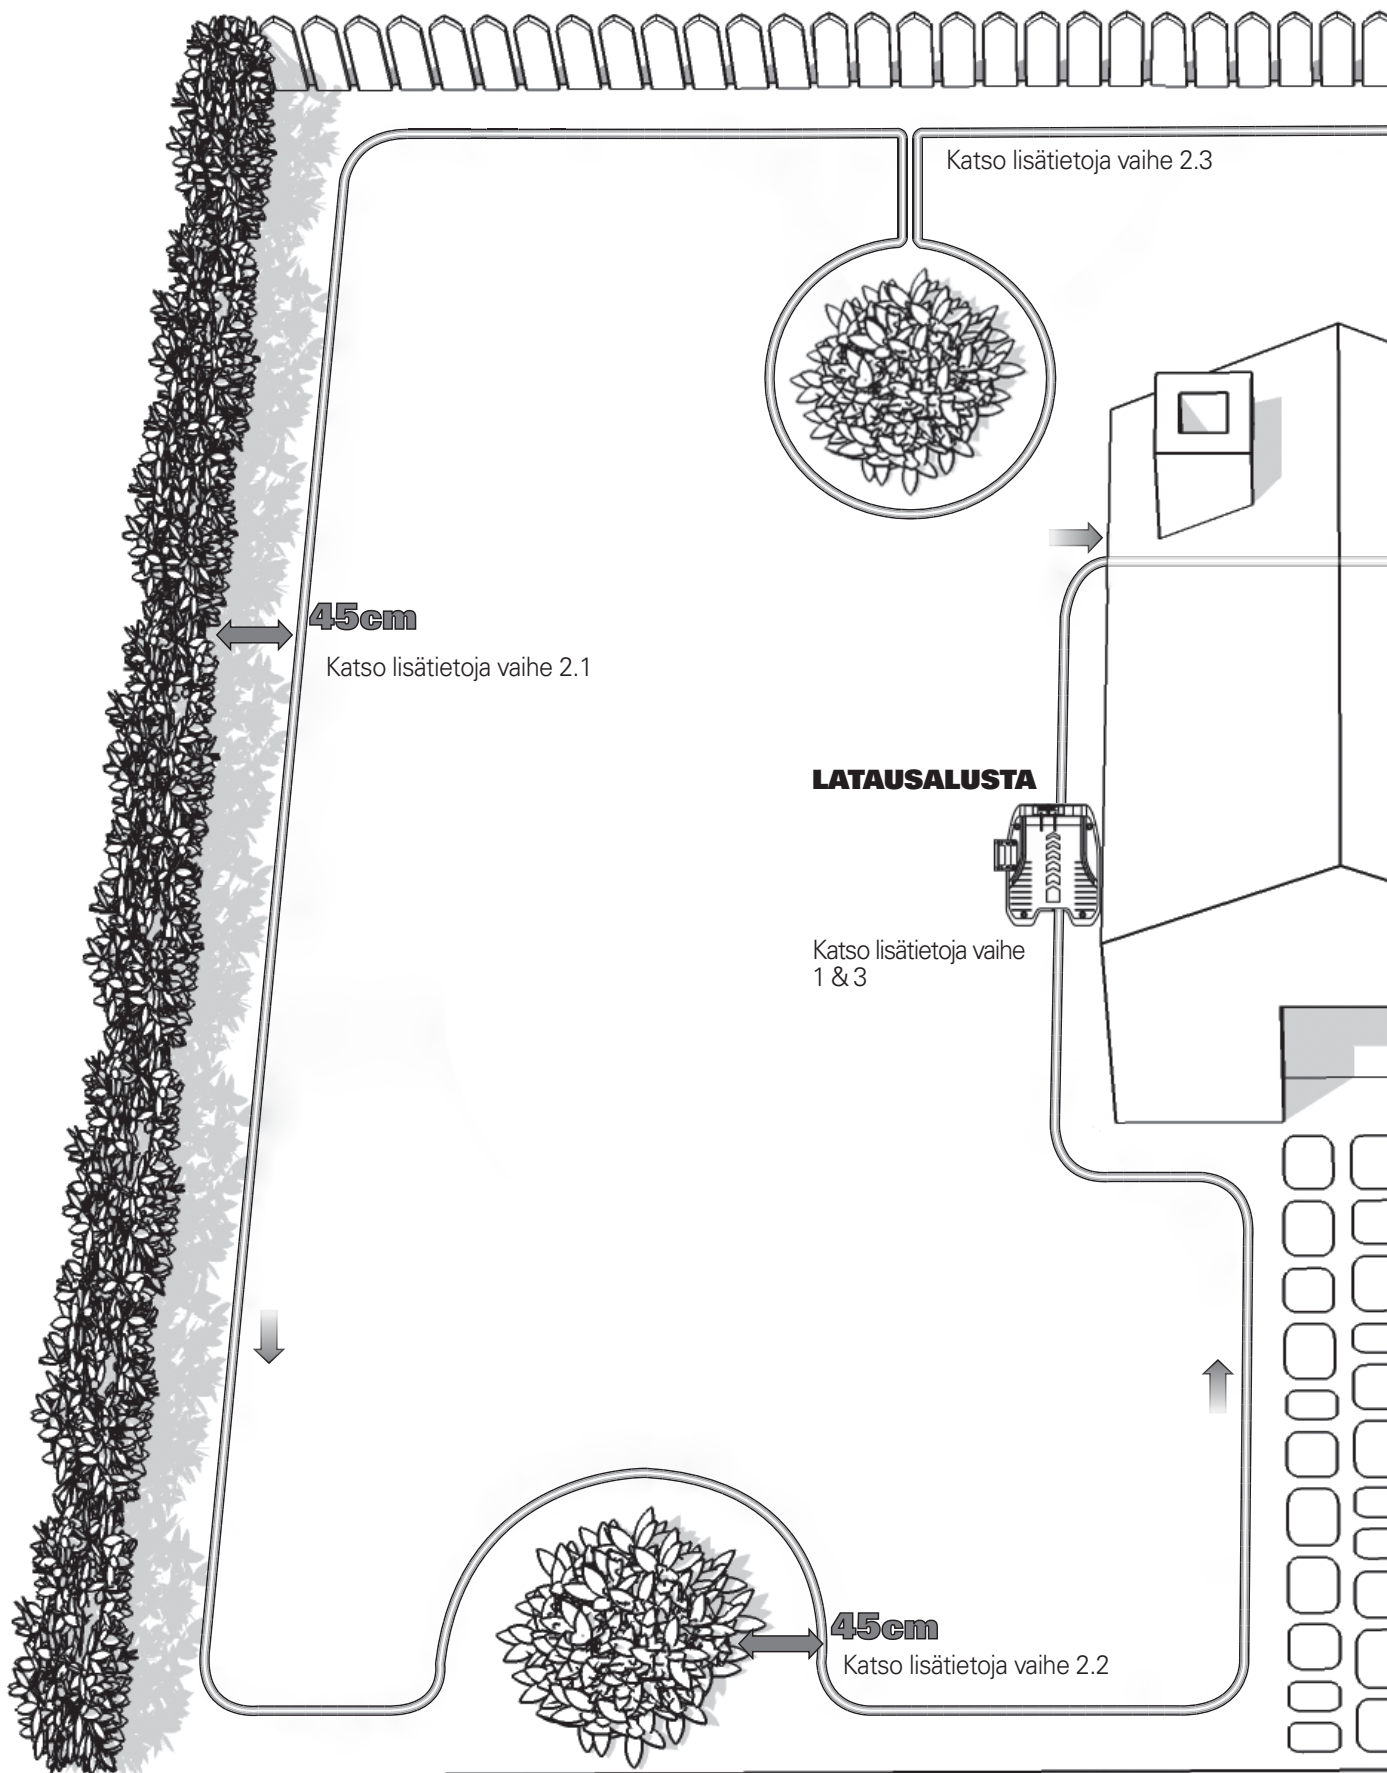 Katso lisätietoja vaihe 2.3
45cm
Katso lisätietoja vaihe 2.1
LATAUSALUSTA
Katso lisätietoja vaihe
1 & 3
45cm
Katso lisätietoja vaihe 2.2